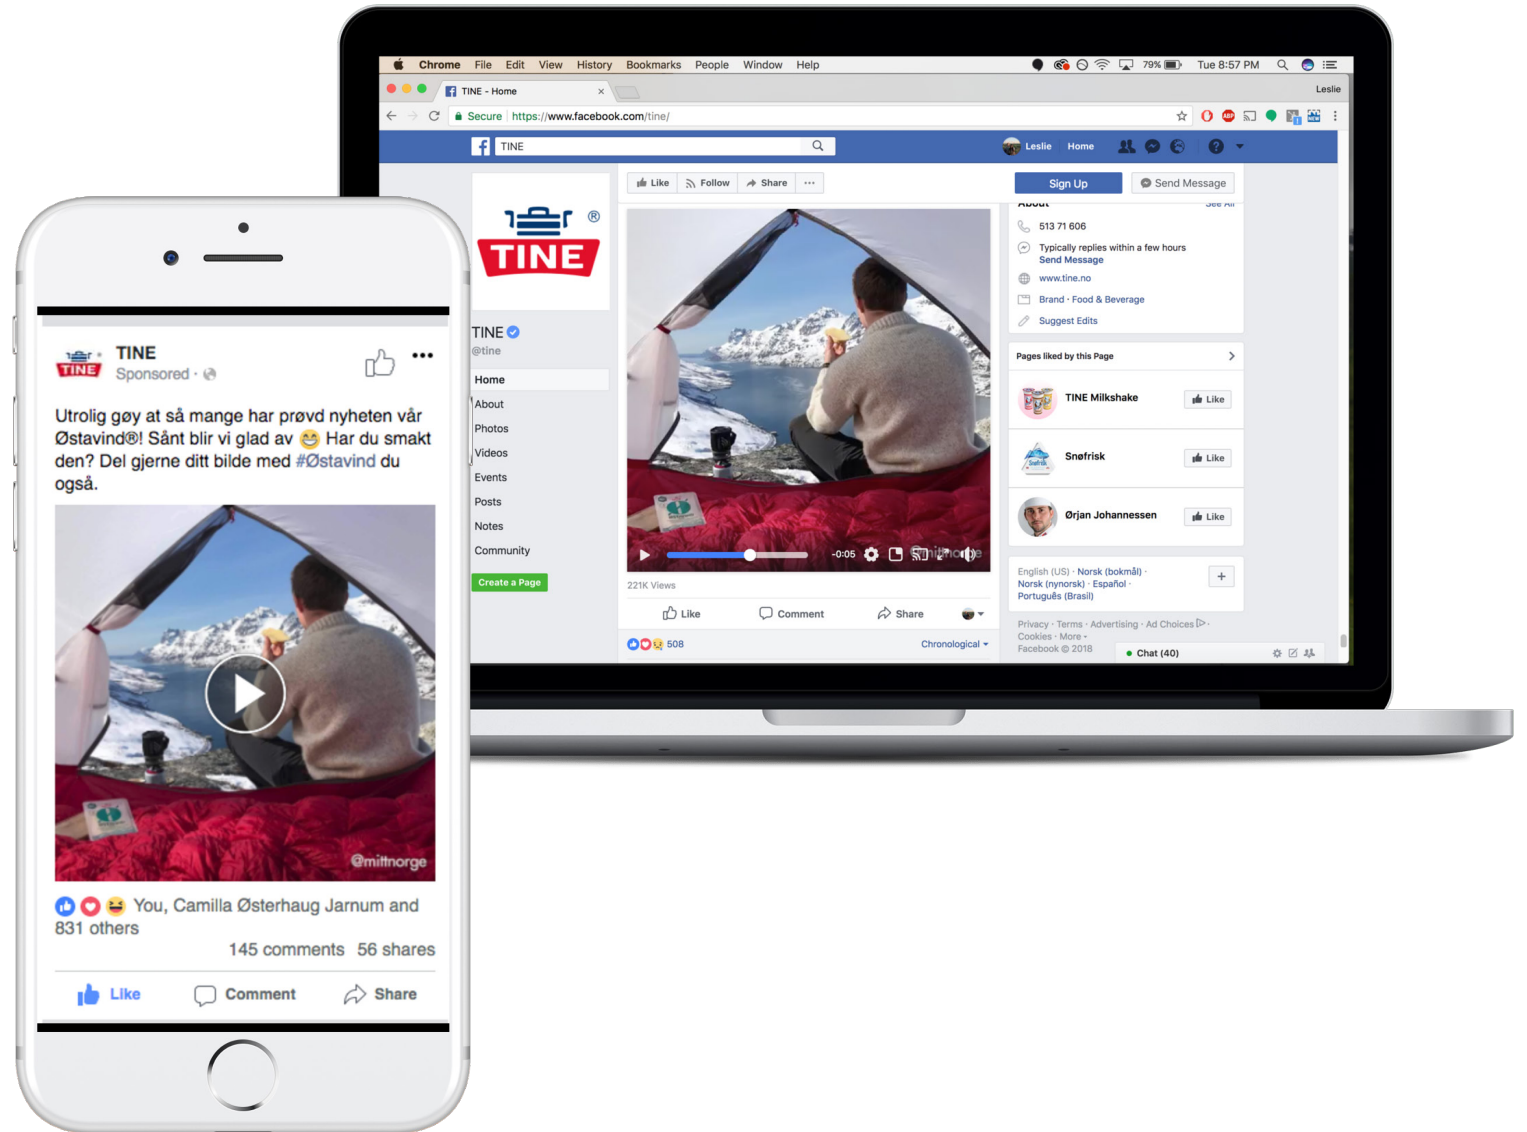 Chrome File Edit View History Bookmarks People Window Help 79% Tue 8:57 PM
TINE - Home Leslie
Secure https://www.facebook.com/tine/
TINE Leslie Home
Like Follow Share Sign Up Send Message
TINE
TINE
@tine
Home
About
Photos
Videos
Events
Posts
Notes
Community
Create a Page
-0:05
@mittnorge
221K Views
Like Comment Share
508 Chronological
About See All
513 71 606
Typically replies within a few hours
Send Message
www.tine.no
Brand · Food & Beverage
Suggest Edits
Pages liked by this Page
TINE Milkshake Like
Snøfrisk Like
Ørjan Johannessen Like
English (US) · Norsk (bokmål) ·
Norsk (nynorsk) · Español ·
Português (Brasil)
Privacy · Terms · Advertising · Ad Choices ·
Cookies · More
Facebook © 2018
Chat (40)
TINE
TINE
Sponsored ·
Utrolig gøy at så mange har prøvd nyheten vår
Østavind®! Sånt blir vi glad av 😁 Har du smakt
den? Del gjerne ditt bilde med #Østavind du
også.
@mittnorge
You, Camilla Østerhaug Jarnum and
831 others
145 comments 56 shares
Like Comment Share